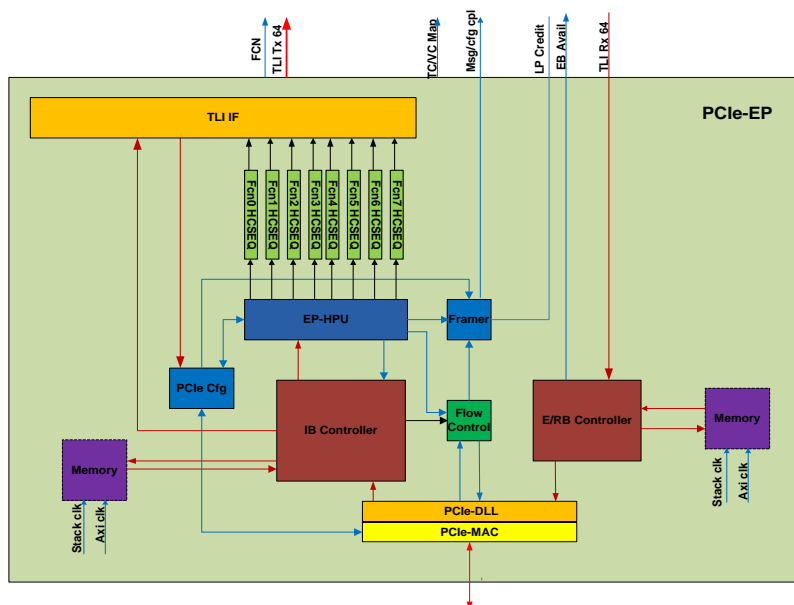 FCN
TLI Tx 64
TC/VC Map
Msg/cfg cpl
LP Credit
EB Avail
TLI Rx 64
PCIe-EP
TLI IF
Fcn0 HCSEQ
Fcn1 HCSEQ
Fcn2 HCSEQ
Fcn3 HCSEQ
Fcn4 HCSEQ
Fcn5 HCSEQ
Fcn6 HCSEQ
Fcn7 HCSEQ
EP-HPU
Framer
PCIe Cfg
IB Controller
Flow
Control
E/RB Controller
Memory
Stack clk
Axi clk
Memory
Stack clk
Axi clk
PCIe-DLL
PCIe-MAC